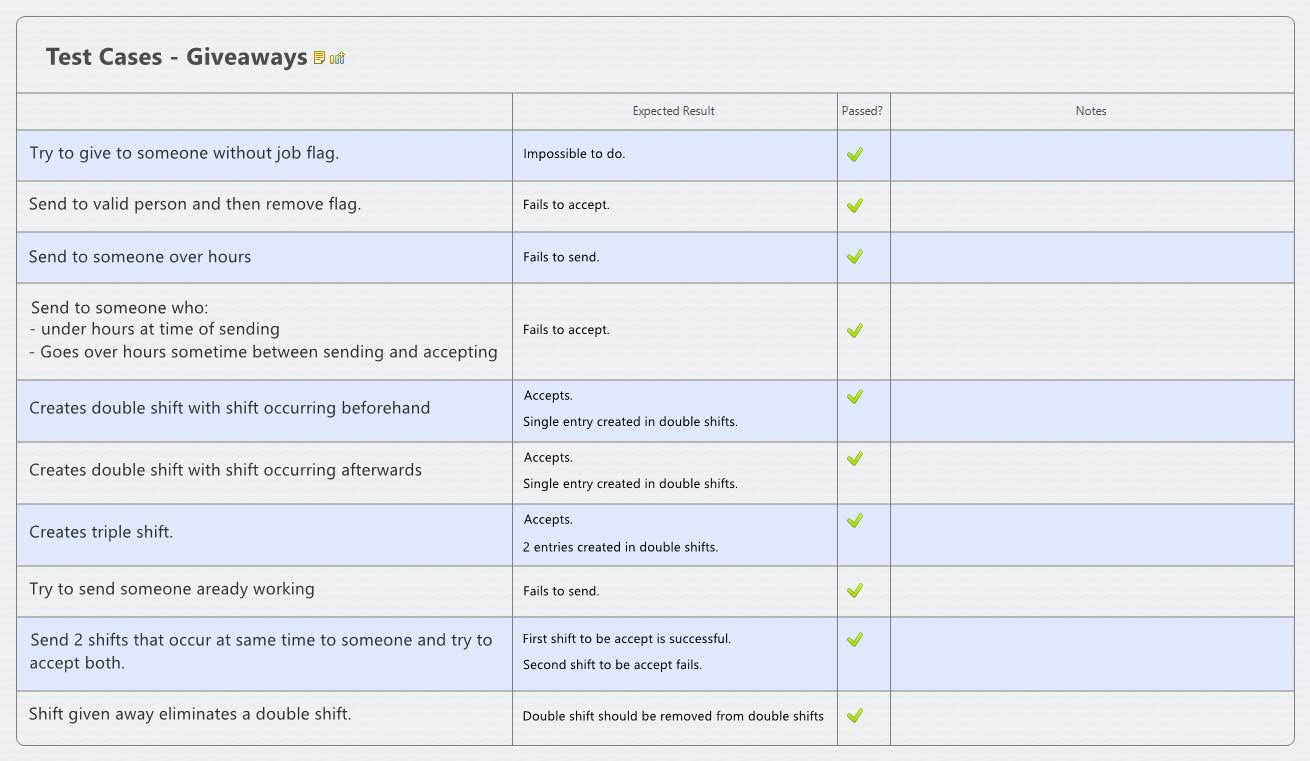 Test Cases - Giveaways
Expected Result
Passed?
Notes
Try to give to someone without job flag.
Impossible to do.
Send to valid person and then remove flag.
Fails to accept.
Send to someone over hours
Fails to send.
Send to someone who:
- under hours at time of sending
- Goes over hours sometime between sending and accepting
Fails to accept.
Creates double shift with shift occurring beforehand
Accepts.
Single entry created in double shifts.
Creates double shift with shift occurring afterwards
Accepts.
Single entry created in double shifts.
Creates triple shift.
Accepts.
2 entries created in double shifts.
Try to send someone aready working
Fails to send.
Send 2 shifts that occur at same time to someone and try to
accept both.
First shift to be accept is successful.
Second shift to be accept fails.
Shift given away eliminates a double shift.
Double shift should be removed from double shifts